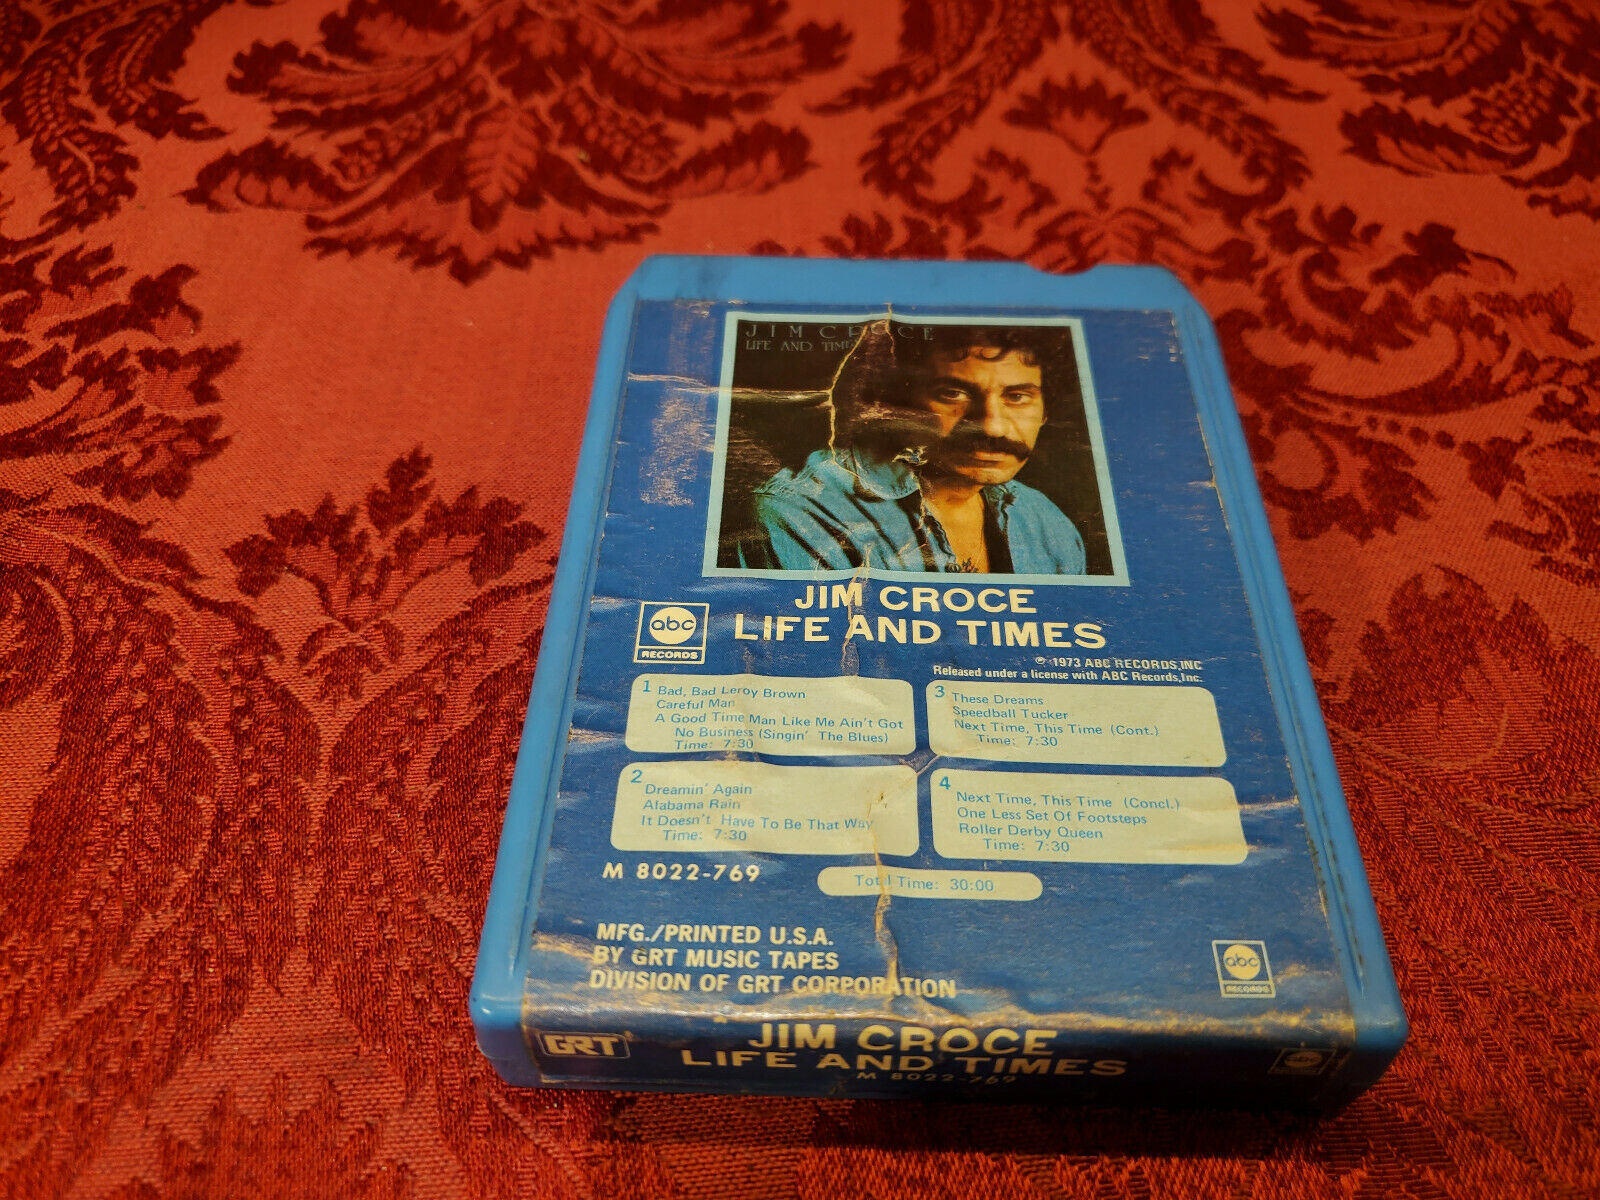 JIM CROCE
LIFE AND TIMES
JIM CROCE
LIFE AND TIMES
abc
RECORDS
℗ 1973 ABC RECORDS, INC
Released under a license with ABC Records, Inc.
1 Bad, Bad Leroy Brown
Careful Man
A Good Time Man Like Me Ain't Got
No Business (Singin' The Blues)
Time: 7:30
2 Dreamin' Again
Alabama Rain
It Doesn't Have To Be That Way
Time: 7:30
3 These Dreams
Speedball Tucker
Next Time, This Time (Cont.)
Time: 7:30
4 Next Time, This Time (Concl.)
One Less Set Of Footsteps
Roller Derby Queen
Time: 7:30
M 8022-769
Total Time: 30:00
MFG./PRINTED U.S.A.
BY GRT MUSIC TAPES
DIVISION OF GRT CORPORATION
abc
RECORDS
GRT
JIM CROCE
LIFE AND TIMES
M 8022-769